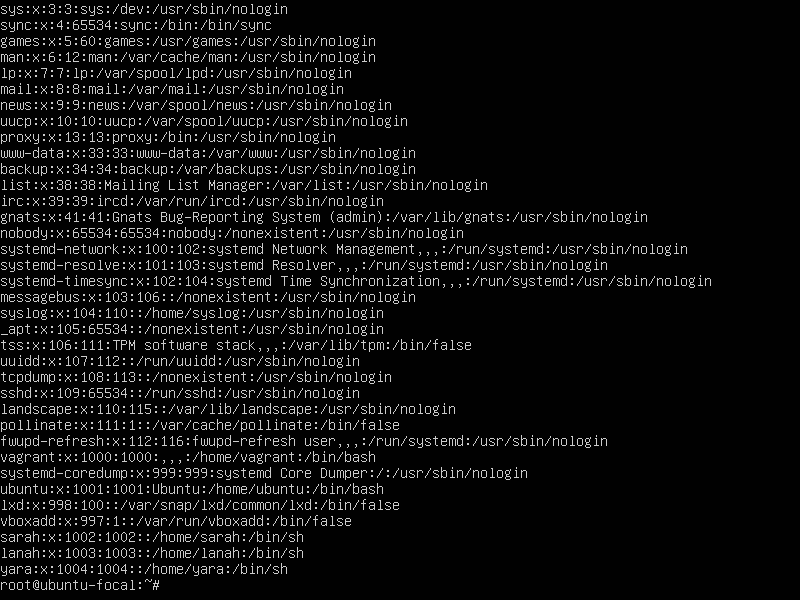 sys:x:3:3:sys:/dev:/usr/sbin/nologin
sync:x:4:65534:sync:/bin:/bin/sync
games:x:5:60:games:/usr/games:/usr/sbin/nologin
man:x:6:12:man:/var/cache/man:/usr/sbin/nologin
lp:x:7:7:lp:/var/spool/lpd:/usr/sbin/nologin
mail:x:8:8:mail:/var/mail:/usr/sbin/nologin
news:x:9:9:news:/var/spool/news:/usr/sbin/nologin
uucp:x:10:10:uucp:/var/spool/uucp:/usr/sbin/nologin
proxy:x:13:13:proxy:/bin:/usr/sbin/nologin
www-data:x:33:33:www-data:/var/www:/usr/sbin/nologin
backup:x:34:34:backup:/var/backups:/usr/sbin/nologin
list:x:38:38:Mailing List Manager:/var/list:/usr/sbin/nologin
irc:x:39:39:ircd:/var/run/ircd:/usr/sbin/nologin
gnats:x:41:41:Gnats Bug-Reporting System (admin):/var/lib/gnats:/usr/sbin/nologin
nobody:x:65534:65534:nobody:/nonexistent:/usr/sbin/nologin
systemd-network:x:100:102:systemd Network Management,,,:/run/systemd:/usr/sbin/nologin
systemd-resolve:x:101:103:systemd Resolver,,,:/run/systemd:/usr/sbin/nologin
systemd-timesync:x:102:104:systemd Time Synchronization,,,:/run/systemd:/usr/sbin/nologin
messagebus:x:103:106::/nonexistent:/usr/sbin/nologin
syslog:x:104:110::/home/syslog:/usr/sbin/nologin
_apt:x:105:65534::/nonexistent:/usr/sbin/nologin
tss:x:106:111:TPM software stack,,,:/var/lib/tpm:/bin/false
uuidd:x:107:112::/run/uuidd:/usr/sbin/nologin
tcpdump:x:108:113::/nonexistent:/usr/sbin/nologin
sshd:x:109:65534::/run/sshd:/usr/sbin/nologin
landscape:x:110:115::/var/lib/landscape:/usr/sbin/nologin
pollinate:x:111:1::/var/cache/pollinate:/bin/false
fwupd-refresh:x:112:116:fwupd-refresh user,,,:/run/systemd:/usr/sbin/nologin
vagrant:x:1000:1000:,,,:/home/vagrant:/bin/bash
systemd-coredump:x:999:999:systemd Core Dumper:/:/usr/sbin/nologin
ubuntu:x:1001:1001:Ubuntu:/home/ubuntu:/bin/bash
lxd:x:998:100::/var/snap/lxd/common/lxd:/bin/false
vboxadd:x:997:1::/var/run/vboxadd:/bin/false
sarah:x:1002:1002::/home/sarah:/bin/sh
lanah:x:1003:1003::/home/lanah:/bin/sh
yara:x:1004:1004::/home/yara:/bin/sh
root@ubuntu-focal:~#